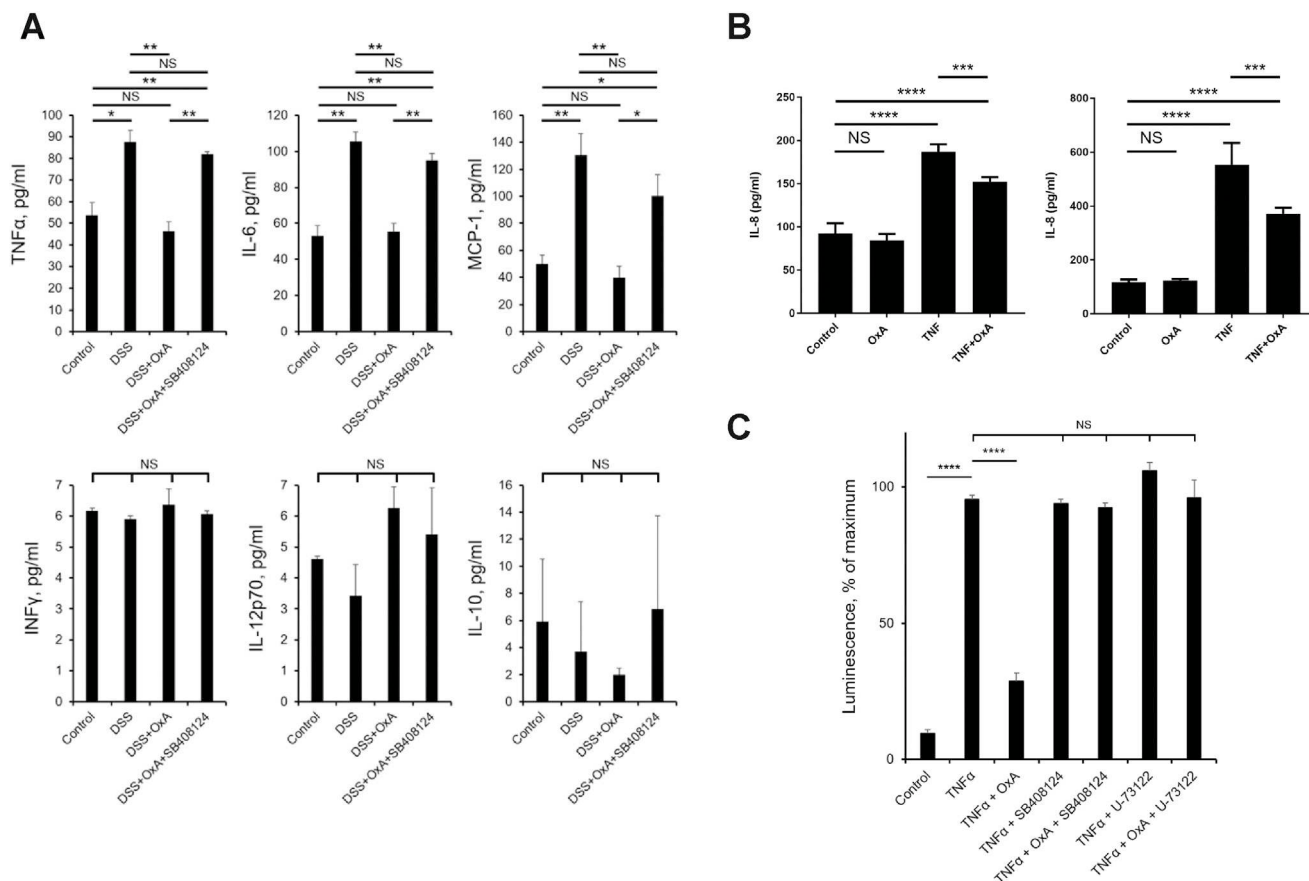 A
**
NS
**
NS
* **
TNFα, pg/ml
100
90
80
70
60
50
40
30
20
10
0
Control
DSS
DSS+OxA
DSS+OxA+SB408124
**
NS
**
NS
** **
IL-6, pg/ml
120
100
80
60
40
20
0
Control
DSS
DSS+OxA
DSS+OxA+SB408124
**
NS
*
NS
** *
MCP-1, pg/ml
160
140
120
100
80
60
40
20
0
Control
DSS
DSS+OxA
DSS+OxA+SB408124
NS
INFγ, pg/ml
7
6
5
4
3
2
1
0
Control
DSS
DSS+OxA
DSS+OxA+SB408124
NS
IL-12p70, pg/ml
8
7
6
5
4
3
2
1
0
Control
DSS
DSS+OxA
DSS+OxA+SB408124
NS
IL-10, pg/ml
16
14
12
10
8
6
4
2
0
Control
DSS
DSS+OxA
DSS+OxA+SB408124
B
***
****
****
NS
IL-8 (pg/ml)
250
200
150
100
50
0
Control
OxA
TNF
TNF+OxA
***
****
****
NS
IL-8 (pg/ml)
800
600
400
200
0
Control
OxA
TNF
TNF+OxA
C
NS
**** ****
Luminescence, % of maximum
100
50
0
Control
TNFα
TNFα + OxA
TNFα + SB408124
TNFα + OxA + SB408124
TNFα + U-73122
TNFα + OxA + U-73122